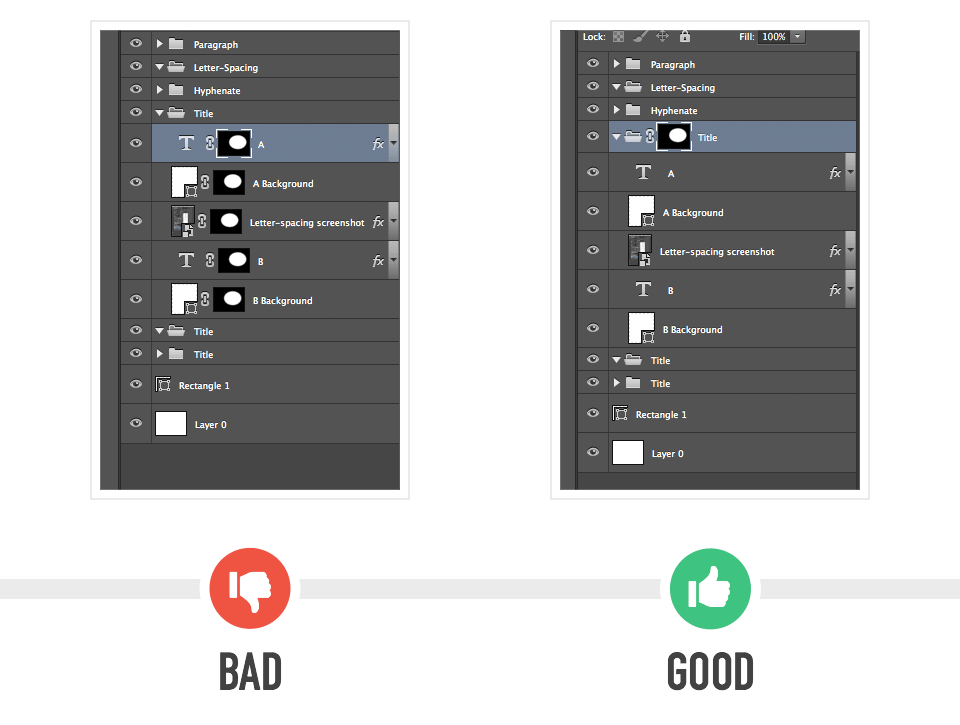 Paragraph
Letter-Spacing
Hyphenate
Title
T A fx
A Background
Letter-spacing screenshot fx
T B fx
B Background
Title
Title
Rectangle 1
Layer 0
BAD
Lock: Fill: 100%
Paragraph
Letter-Spacing
Hyphenate
Title
T A fx
A Background
Letter-spacing screenshot fx
T B fx
B Background
Title
Title
Rectangle 1
Layer 0
GOOD